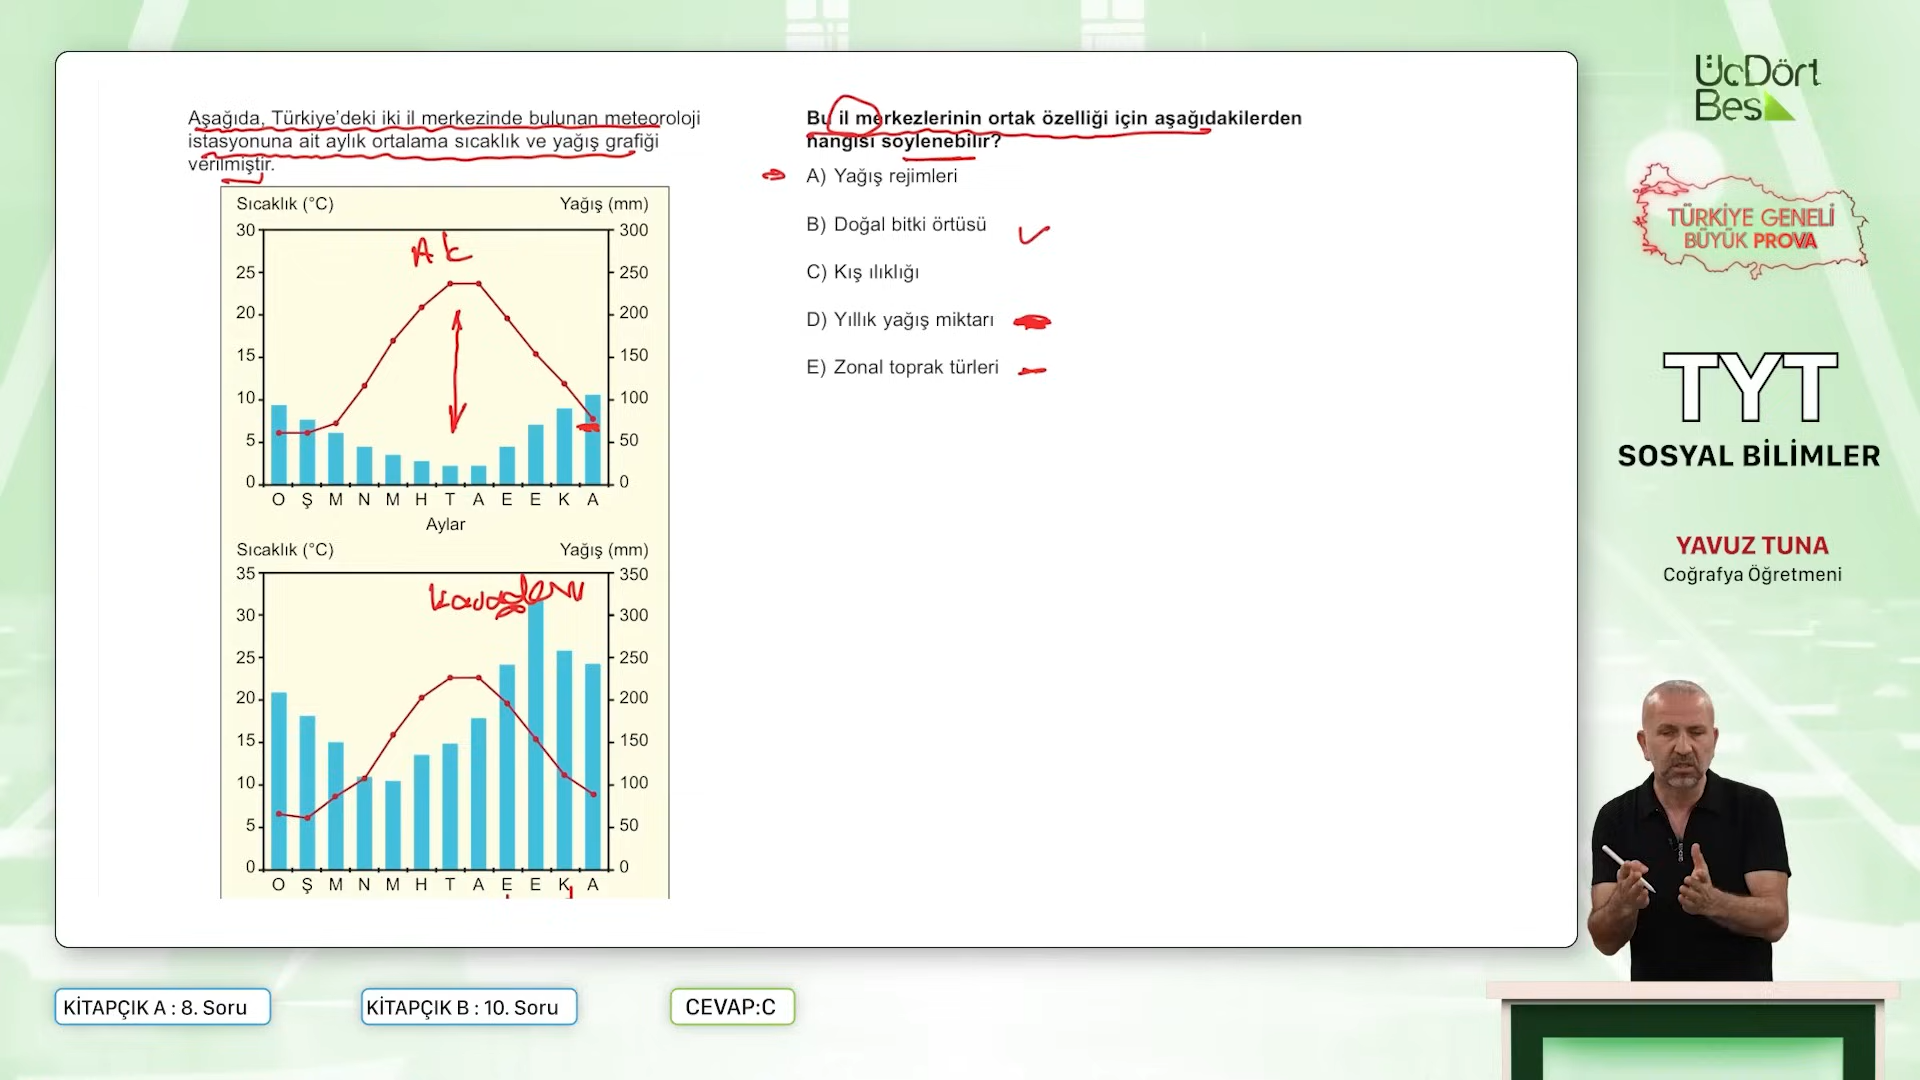 Aşağıda, Türkiye'deki iki il merkezinde bulunan meteoroloji
istasyonuna ait aylık ortalama sıcaklık ve yağış grafiği
verilmiştir.
Sıcaklık (°C) Yağış (mm)
30 300
25 250
20 200
15 150
10 100
5 50
0 0
Ak
O Ş M N M H T A E E K A
Aylar
Sıcaklık (°C) Yağış (mm)
35 350
30 300
25 250
20 200
15 150
10 100
5 50
0 0
O Ş M N M H T A E E K A
Bu il merkezlerinin ortak özelliği için aşağıdakilerden
hangisi söylenebilir?
A) Yağış rejimleri
B) Doğal bitki örtüsü
C) Kış ılıklığı
D) Yıllık yağış miktarı
E) Zonal toprak türleri
ÜçDört
Beş
TÜRKİYE GENELİ
BÜYÜK PROVA
TYT
SOSYAL BİLİMLER
YAVUZ TUNA
Coğrafya Öğretmeni
KİTAPÇIK A : 8. Soru
KİTAPÇIK B : 10. Soru
CEVAP:C